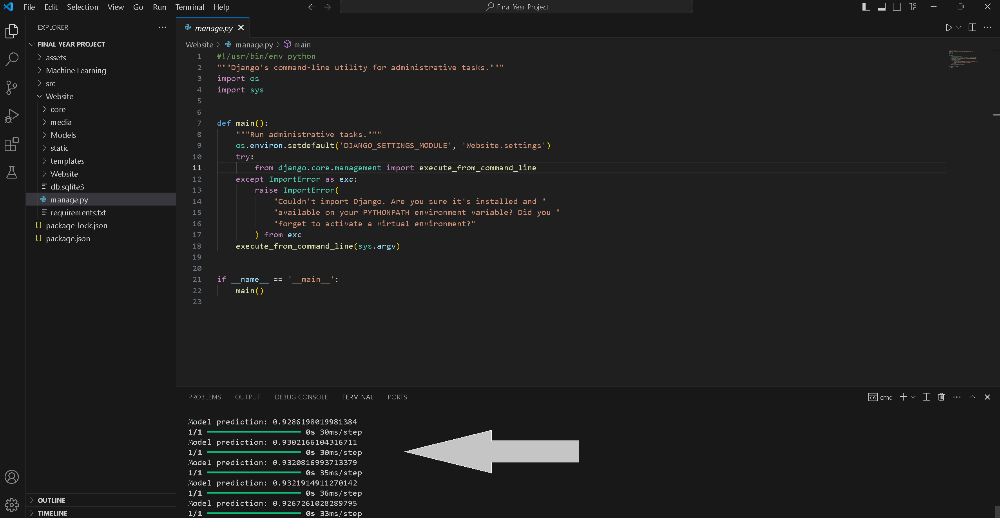 File Edit Selection View Go Run Terminal Help
Final Year Project
EXPLORER
FINAL YEAR PROJECT
assets
Machine Learning
src
Website
core
media
Models
static
templates
Website
db.sqlite3
manage.py
requirements.txt
package-lock.json
package.json
OUTLINE
TIMELINE
manage.py
Website > manage.py > main
1 #!/usr/bin/env python
2 """Django's command-line utility for administrative tasks."""
3 import os
4 import sys
5
6
7 def main():
8 """Run administrative tasks."""
9 os.environ.setdefault('DJANGO_SETTINGS_MODULE', 'Website.settings')
10 try:
11 from django.core.management import execute_from_command_line
12 except ImportError as exc:
13 raise ImportError(
14 "Couldn't import Django. Are you sure it's installed and "
15 "available on your PYTHONPATH environment variable? Did you "
16 "forget to activate a virtual environment?"
17 ) from exc
18 execute_from_command_line(sys.argv)
19
20
21 if __name__ == '__main__':
22 main()
23
PROBLEMS OUTPUT DEBUG CONSOLE TERMINAL PORTS
cmd
Model prediction: 0.9286198019981384
1/1 0s 30ms/step
Model prediction: 0.9302166104316711
1/1 0s 30ms/step
Model prediction: 0.9320816993713379
1/1 0s 35ms/step
Model prediction: 0.9321914911270142
1/1 0s 36ms/step
Model prediction: 0.9267261028289795
1/1 0s 33ms/step